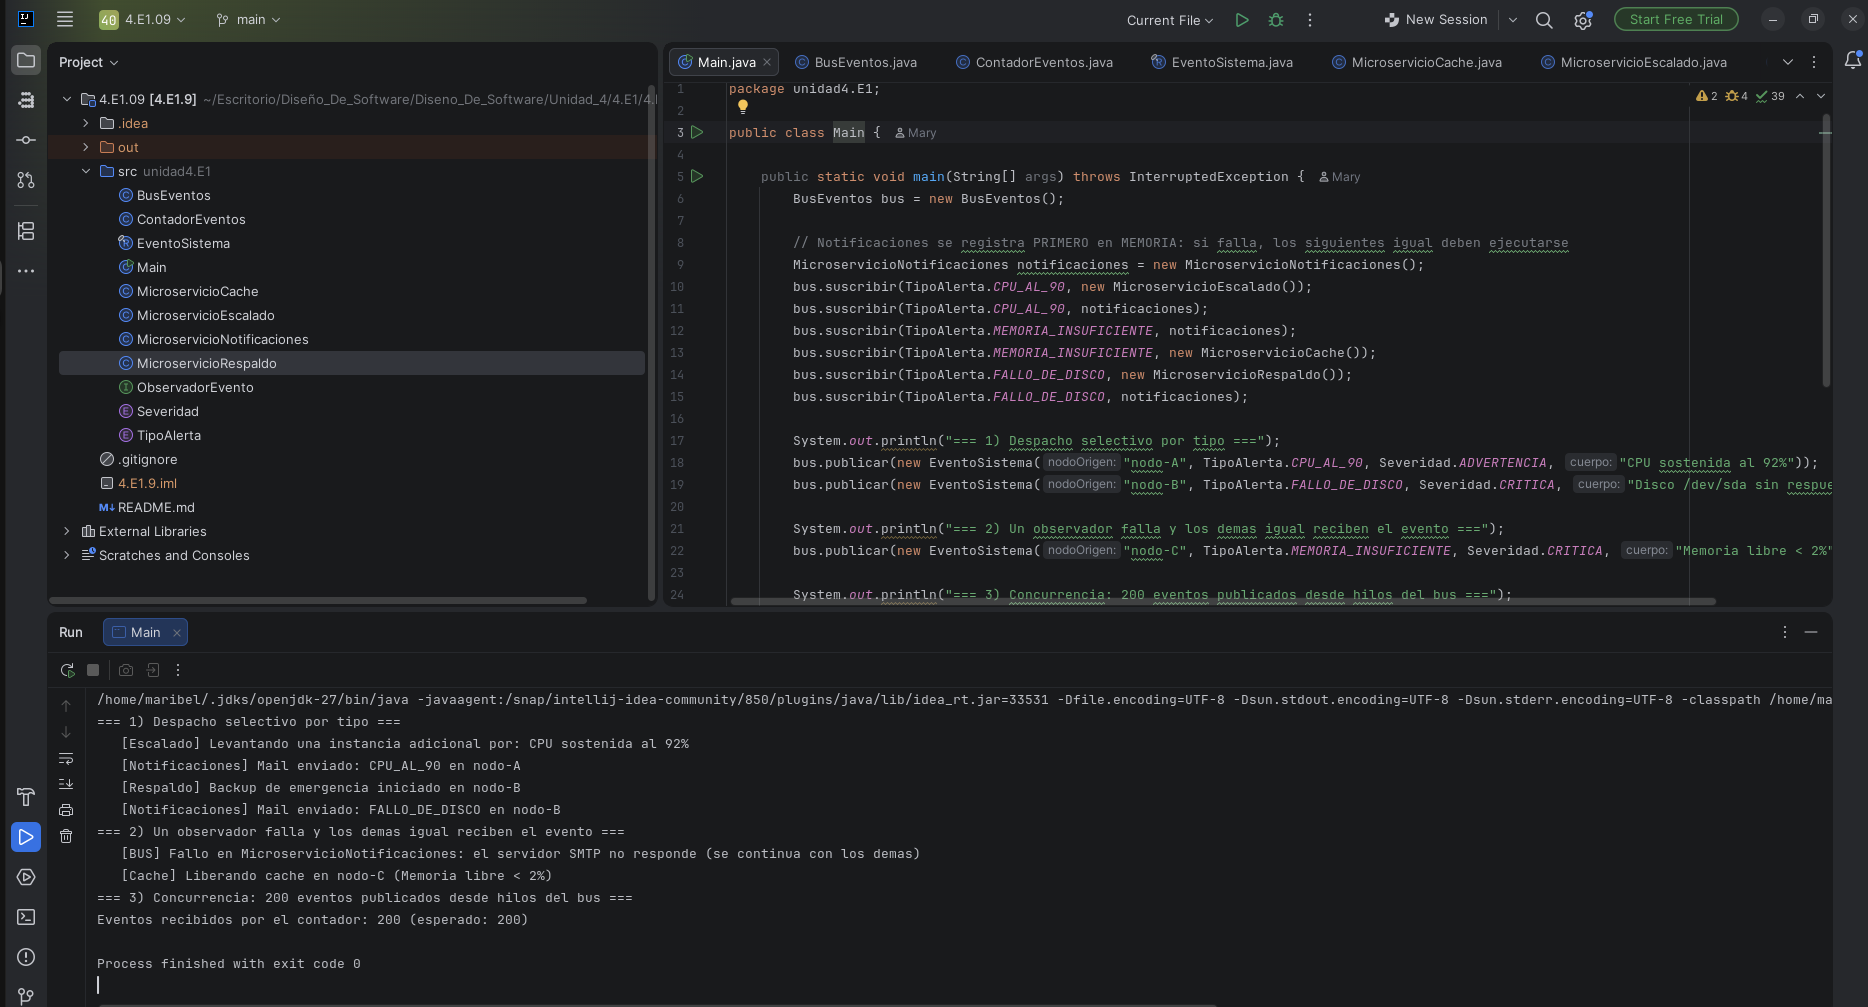 40 4.E1.09 main Current File New Session Start Free Trial
Project
4.E1.09 [4.E1.9] ~/Escritorio/Diseño_De_Software/Diseno_De_Software/Unidad_4/4.E1/4.
.idea
out
src unidad4.E1
BusEventos
ContadorEventos
EventoSistema
Main
MicroservicioCache
MicroservicioEscalado
MicroservicioNotificaciones
MicroservicioRespaldo
ObservadorEvento
Severidad
TipoAlerta
.gitignore
4.E1.9.iml
README.md
External Libraries
Scratches and Consoles
Main.java BusEventos.java ContadorEventos.java EventoSistema.java MicroservicioCache.java MicroservicioEscalado.java
2 4 39
1 package unidad4.E1;
2
3 public class Main { Mary
4
5 public static void main(String[] args) throws InterruptedException { Mary
6 BusEventos bus = new BusEventos();
7
8 // Notificaciones se registra PRIMERO en MEMORIA: si falla, los siguientes igual deben ejecutarse
9 MicroservicioNotificaciones notificaciones = new MicroservicioNotificaciones();
10 bus.suscribir(TipoAlerta.CPU_AL_90, new MicroservicioEscalado());
11 bus.suscribir(TipoAlerta.CPU_AL_90, notificaciones);
12 bus.suscribir(TipoAlerta.MEMORIA_INSUFICIENTE, notificaciones);
13 bus.suscribir(TipoAlerta.MEMORIA_INSUFICIENTE, new MicroservicioCache());
14 bus.suscribir(TipoAlerta.FALLO_DE_DISCO, new MicroservicioRespaldo());
15 bus.suscribir(TipoAlerta.FALLO_DE_DISCO, notificaciones);
16
17 System.out.println("=== 1) Despacho selectivo por tipo ===");
18 bus.publicar(new EventoSistema( nodoOrigen: "nodo-A", TipoAlerta.CPU_AL_90, Severidad.ADVERTENCIA, cuerpo: "CPU sostenida al 92%"));
19 bus.publicar(new EventoSistema( nodoOrigen: "nodo-B", TipoAlerta.FALLO_DE_DISCO, Severidad.CRITICA, cuerpo: "Disco /dev/sda sin respue
20
21 System.out.println("=== 2) Un observador falla y los demas igual reciben el evento ===");
22 bus.publicar(new EventoSistema( nodoOrigen: "nodo-C", TipoAlerta.MEMORIA_INSUFICIENTE, Severidad.CRITICA, cuerpo: "Memoria libre < 2%"
23
24 System.out.println("=== 3) Concurrencia: 200 eventos publicados desde hilos del bus ===");
Run Main
/home/maribel/.jdks/openjdk-27/bin/java -javaagent:/snap/intellij-idea-community/850/plugins/java/lib/idea_rt.jar=33531 -Dfile.encoding=UTF-8 -Dsun.stdout.encoding=UTF-8 -Dsun.stderr.encoding=UTF-8 -classpath /home/ma
=== 1) Despacho selectivo por tipo ===
[Escalado] Levantando una instancia adicional por: CPU sostenida al 92%
[Notificaciones] Mail enviado: CPU_AL_90 en nodo-A
[Respaldo] Backup de emergencia iniciado en nodo-B
[Notificaciones] Mail enviado: FALLO_DE_DISCO en nodo-B
=== 2) Un observador falla y los demas igual reciben el evento ===
[BUS] Fallo en MicroservicioNotificaciones: el servidor SMTP no responde (se continua con los demas)
[Cache] Liberando cache en nodo-C (Memoria libre < 2%)
=== 3) Concurrencia: 200 eventos publicados desde hilos del bus ===
Eventos recibidos por el contador: 200 (esperado: 200)
Process finished with exit code 0